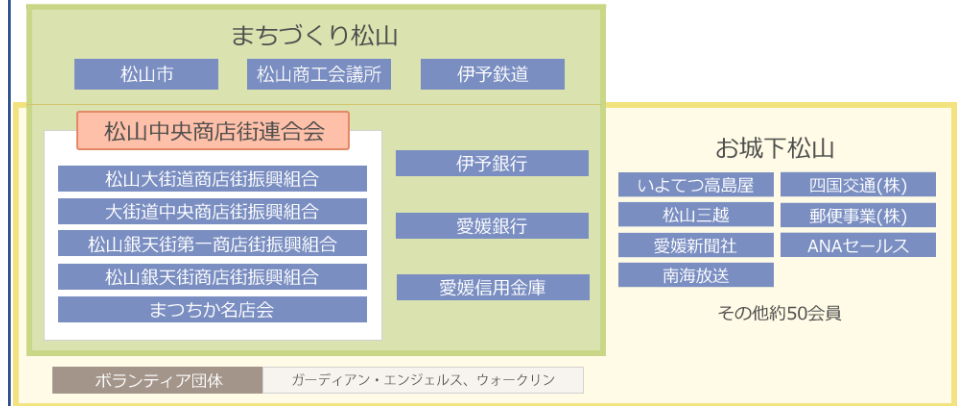 まちづくり松山
松山市
松山商工会議所
伊予鉄道
松山中央商店街連合会
松山大街道商店街振興組合
大街道中央商店街振興組合
松山銀天街第一商店街振興組合
松山銀天街商店街振興組合
まつちか名店会
伊予銀行
愛媛銀行
愛媛信用金庫
お城下松山
いよてつ高島屋
四国交通(株)
松山三越
郵便事業(株)
愛媛新聞社
ANAセールス
南海放送
その他約50会員
ボランティア団体
ガーディアン・エンジェルス、ウォークリン